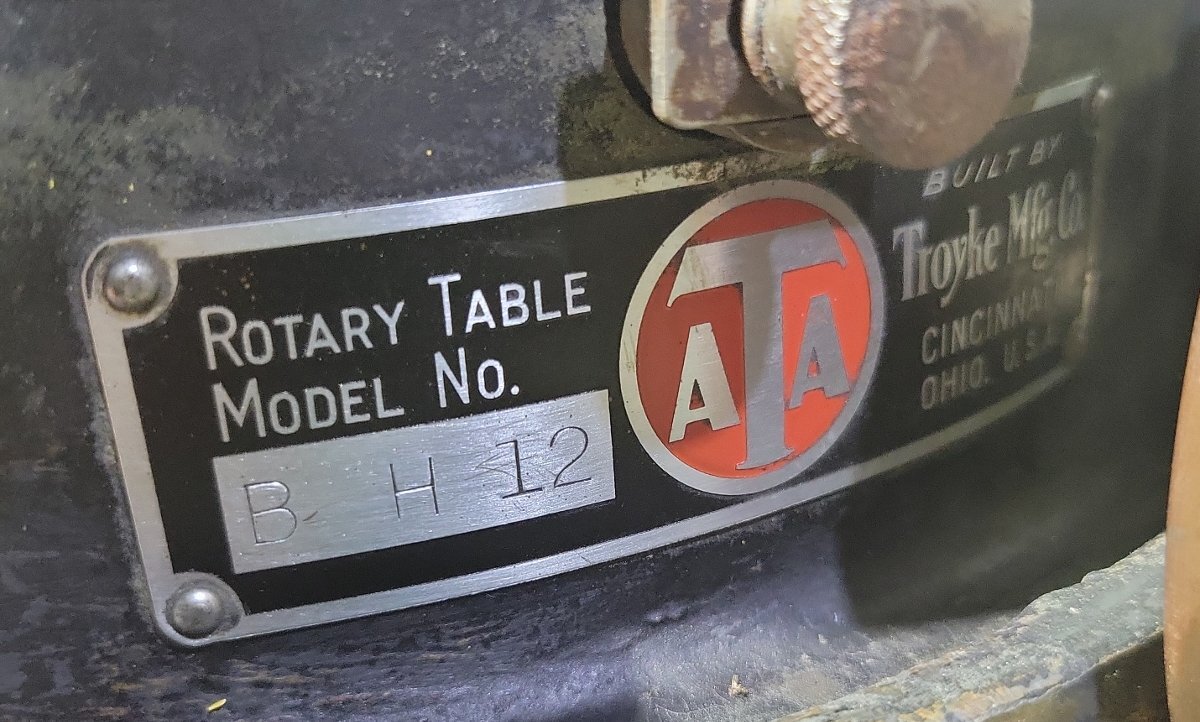 ROTARY TABLE
MODEL No.
B H 12
ATA
BUILT BY
Troyke Mfg. Co.
CINCINNATI
OHIO. U.S.A.